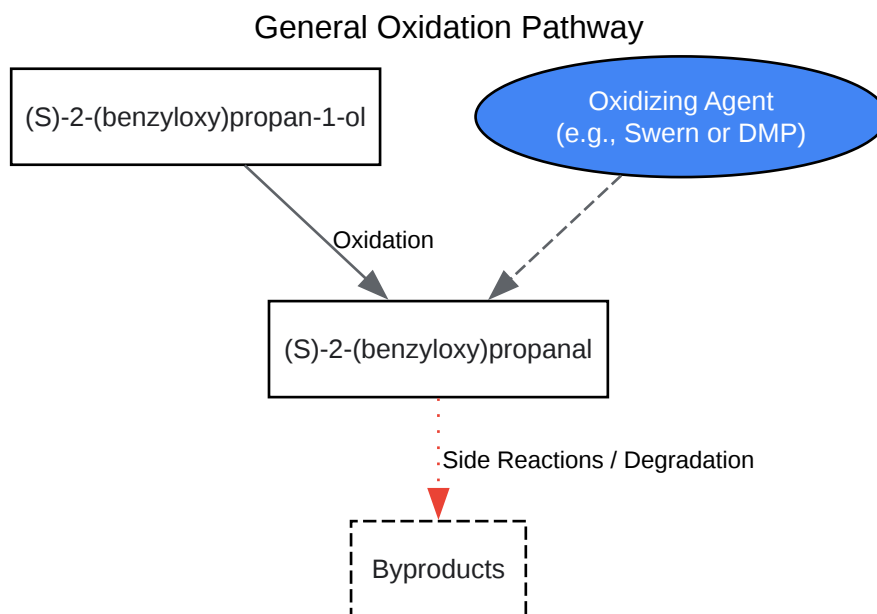 General Oxidation Pathway
(S)-2-(benzyloxy)propan-1-ol
Oxidizing Agent
(e.g., Swern or DMP)
Oxidation
(S)-2-(benzyloxy)propanal
Side Reactions / Degradation
Byproducts